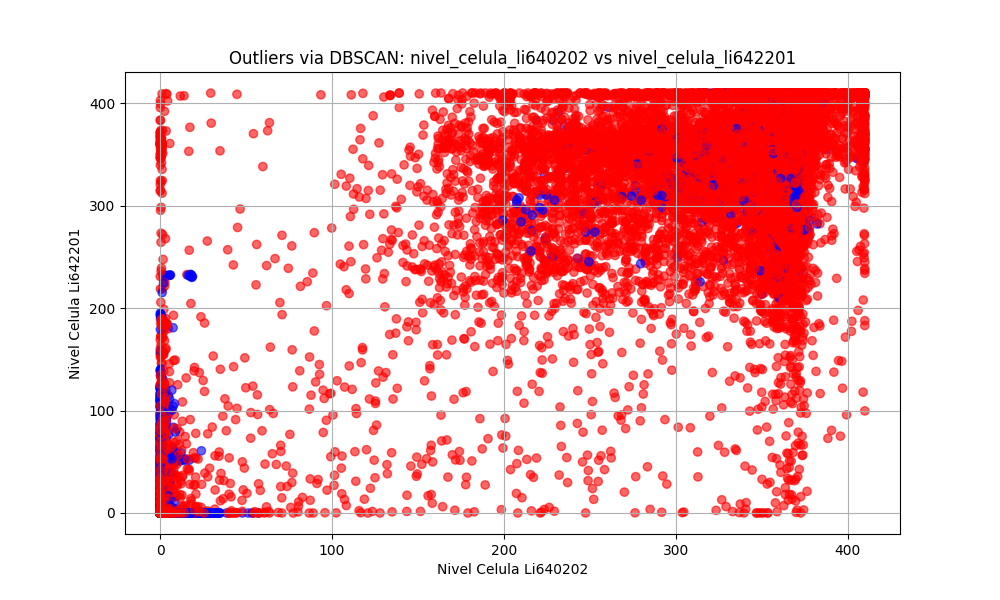 Outliers via DBSCAN: nivel_celula_li640202 vs nivel_celula_li642201
Nivel Celula Li642201
400
300
200
100
0
0 100 200 300 400
Nivel Celula Li640202